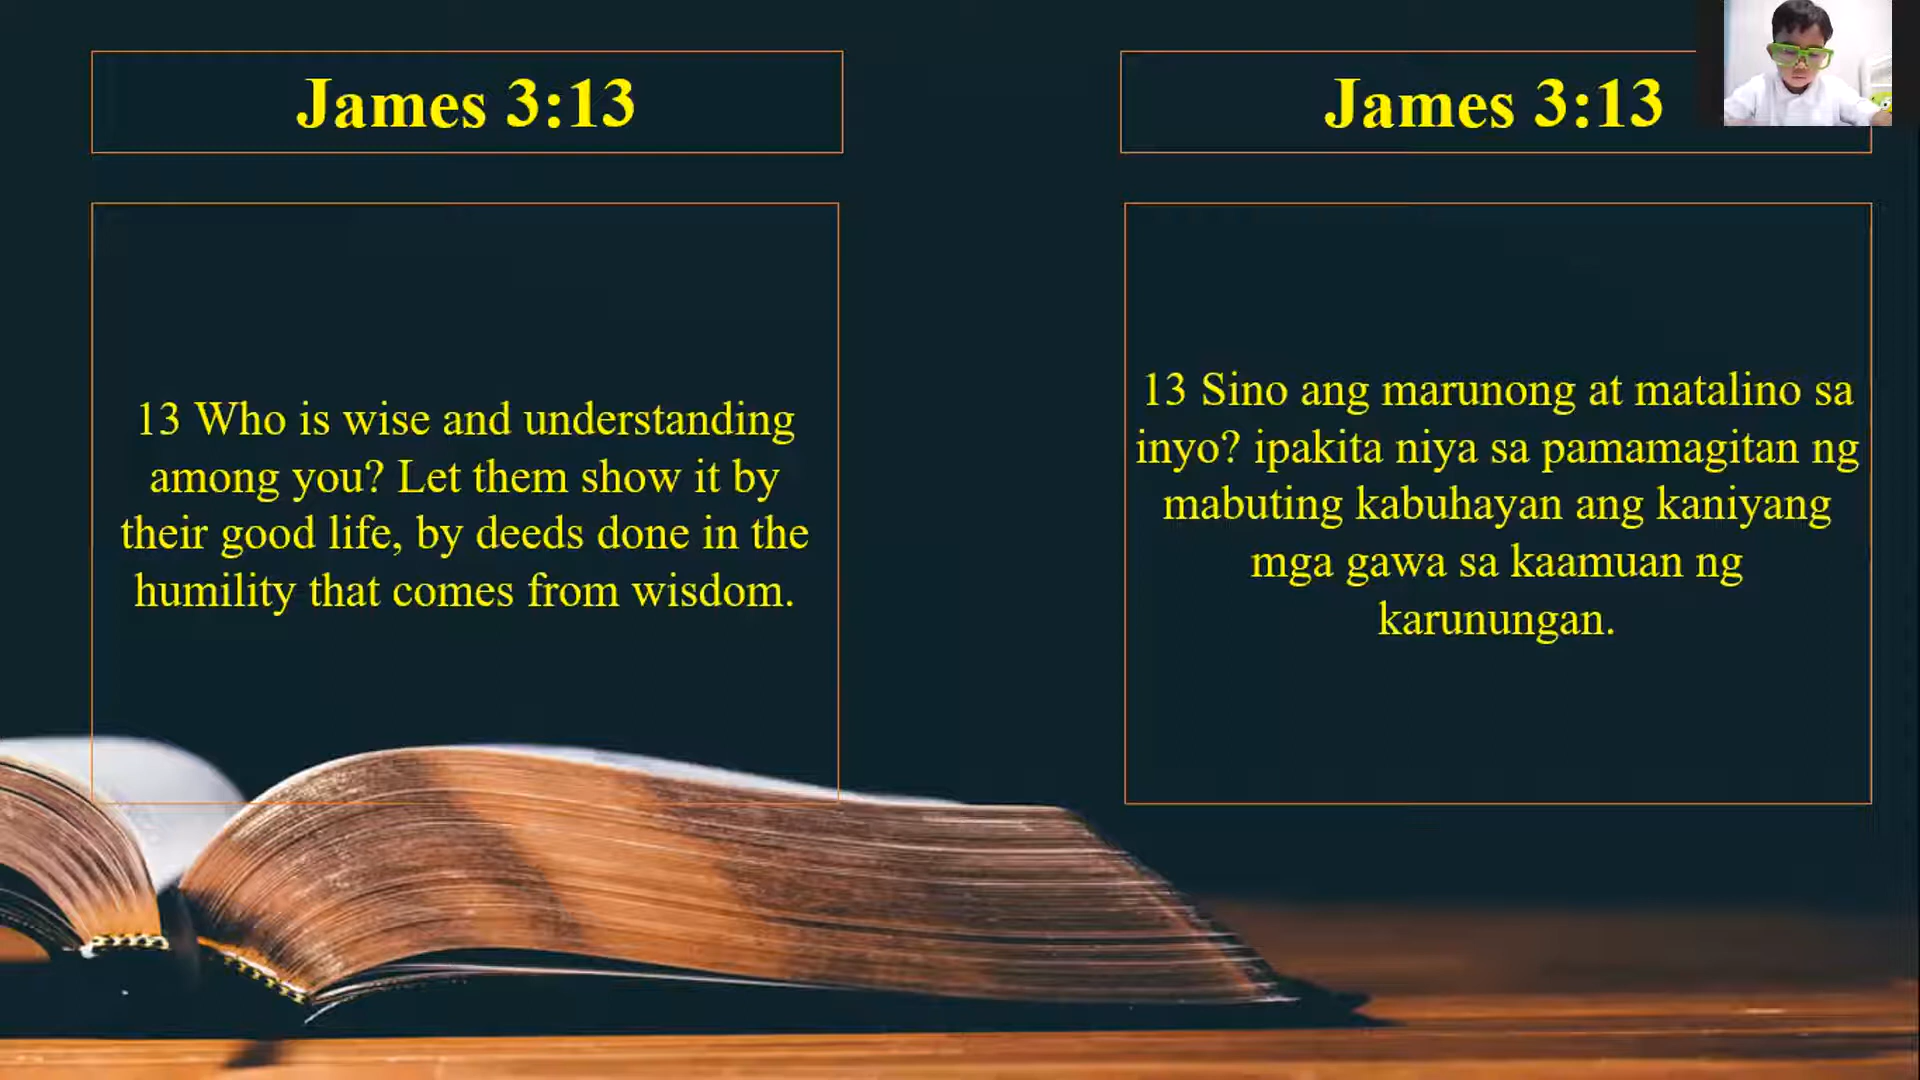 James 3:13
13 Who is wise and understanding
among you? Let them show it by
their good life, by deeds done in the
humility that comes from wisdom.
James 3:13
13 Sino ang marunong at matalino sa
inyo? ipakita niya sa pamamagitan ng
mabuting kabuhayan ang kaniyang
mga gawa sa kaamuan ng
karunungan.